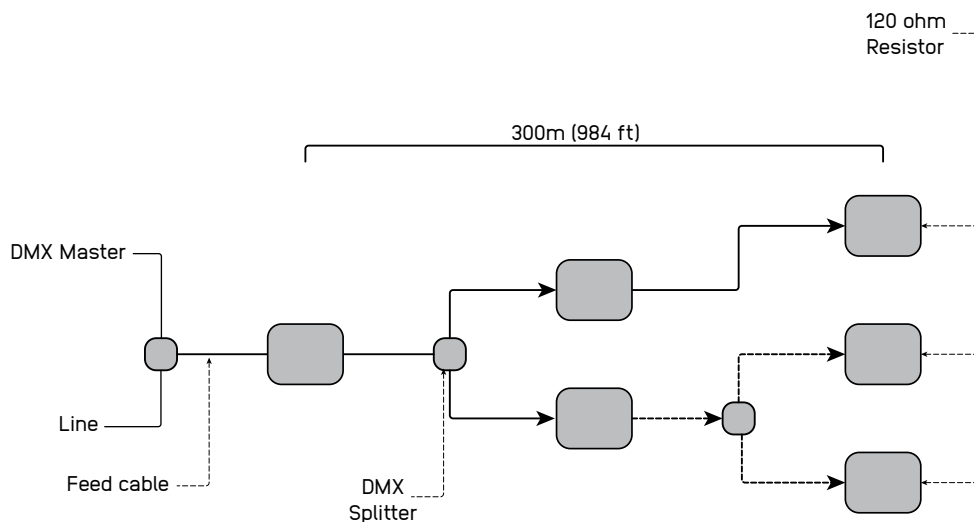 120 ohm
Resistor
300m (984 ft)
DMX Master
Line
Feed cable
DMX
Splitter